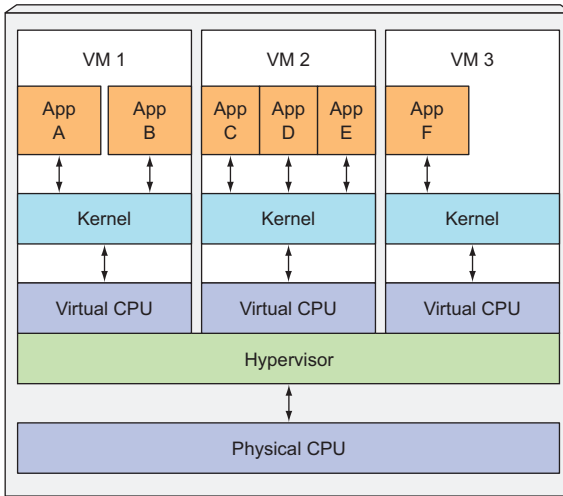 VM 1
VM 2
VM 3
App
A
App
B
App
C
App
D
App
E
App
F
Kernel
Kernel
Kernel
Virtual CPU
Virtual CPU
Virtual CPU
Hypervisor
Physical CPU